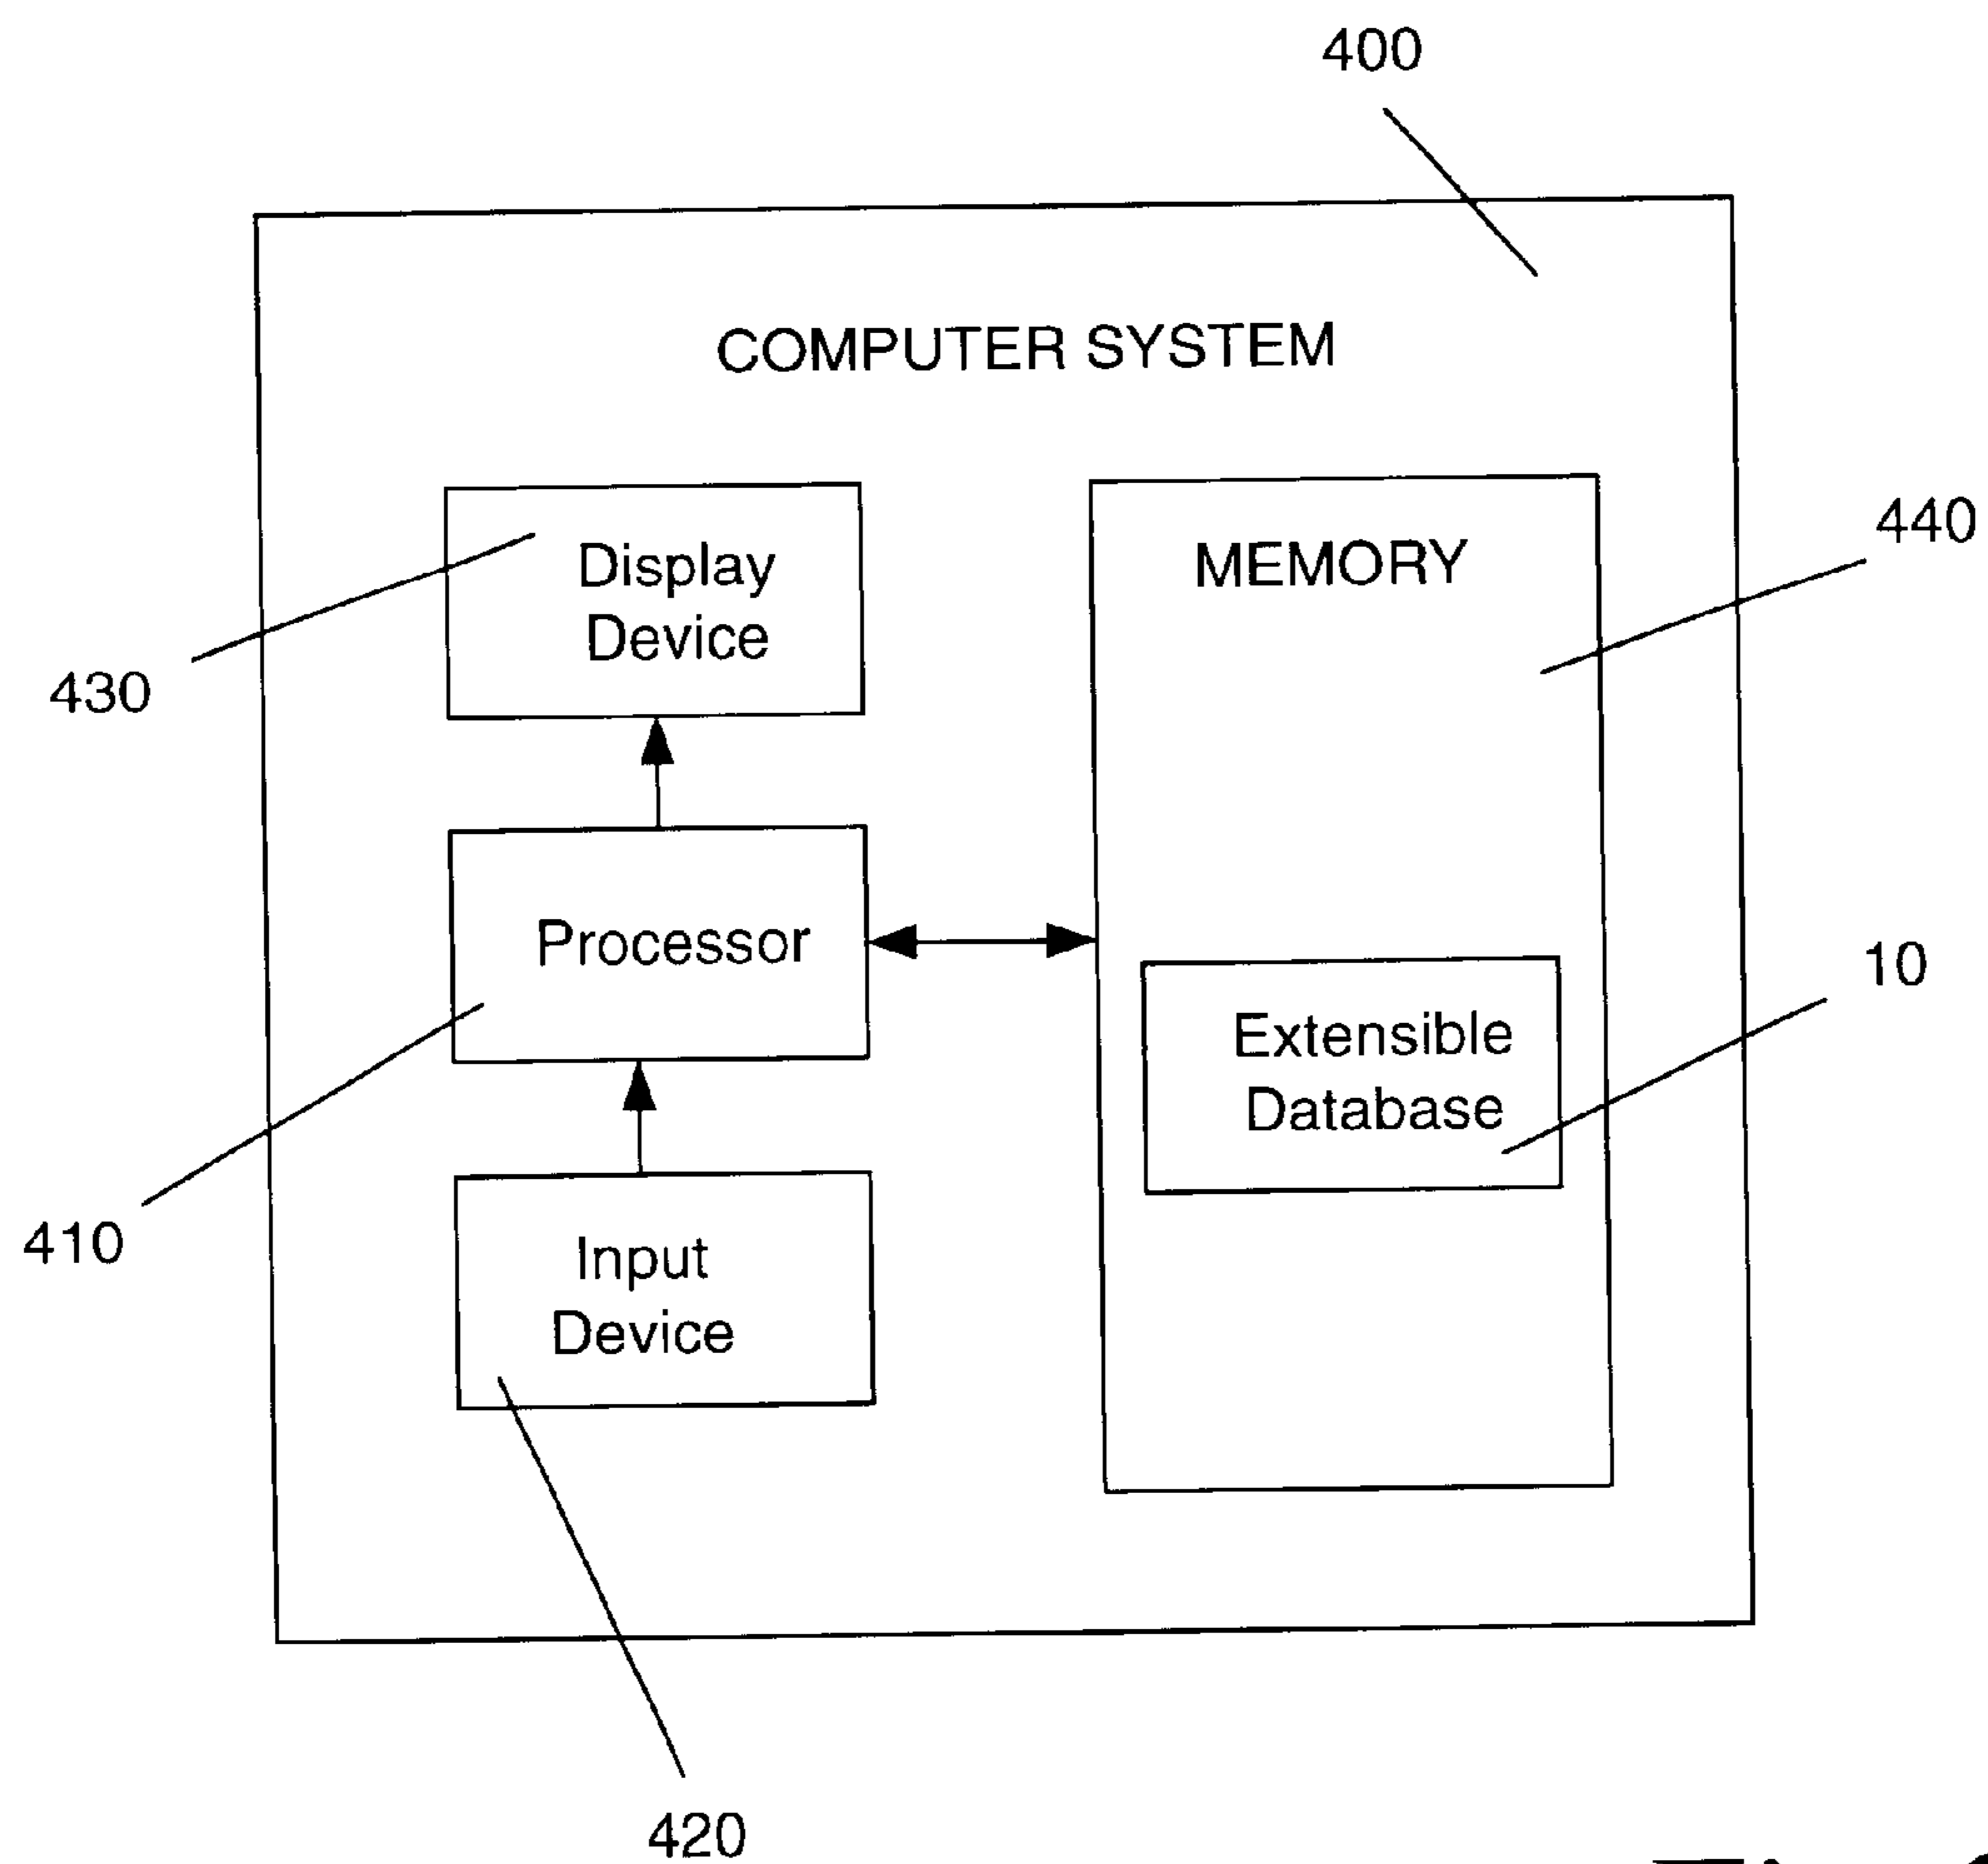 400
COMPUTER SYSTEM
440
Display
Device
MEMORY
430
10
Processor
Extensible
Database
410
Input
Device
420